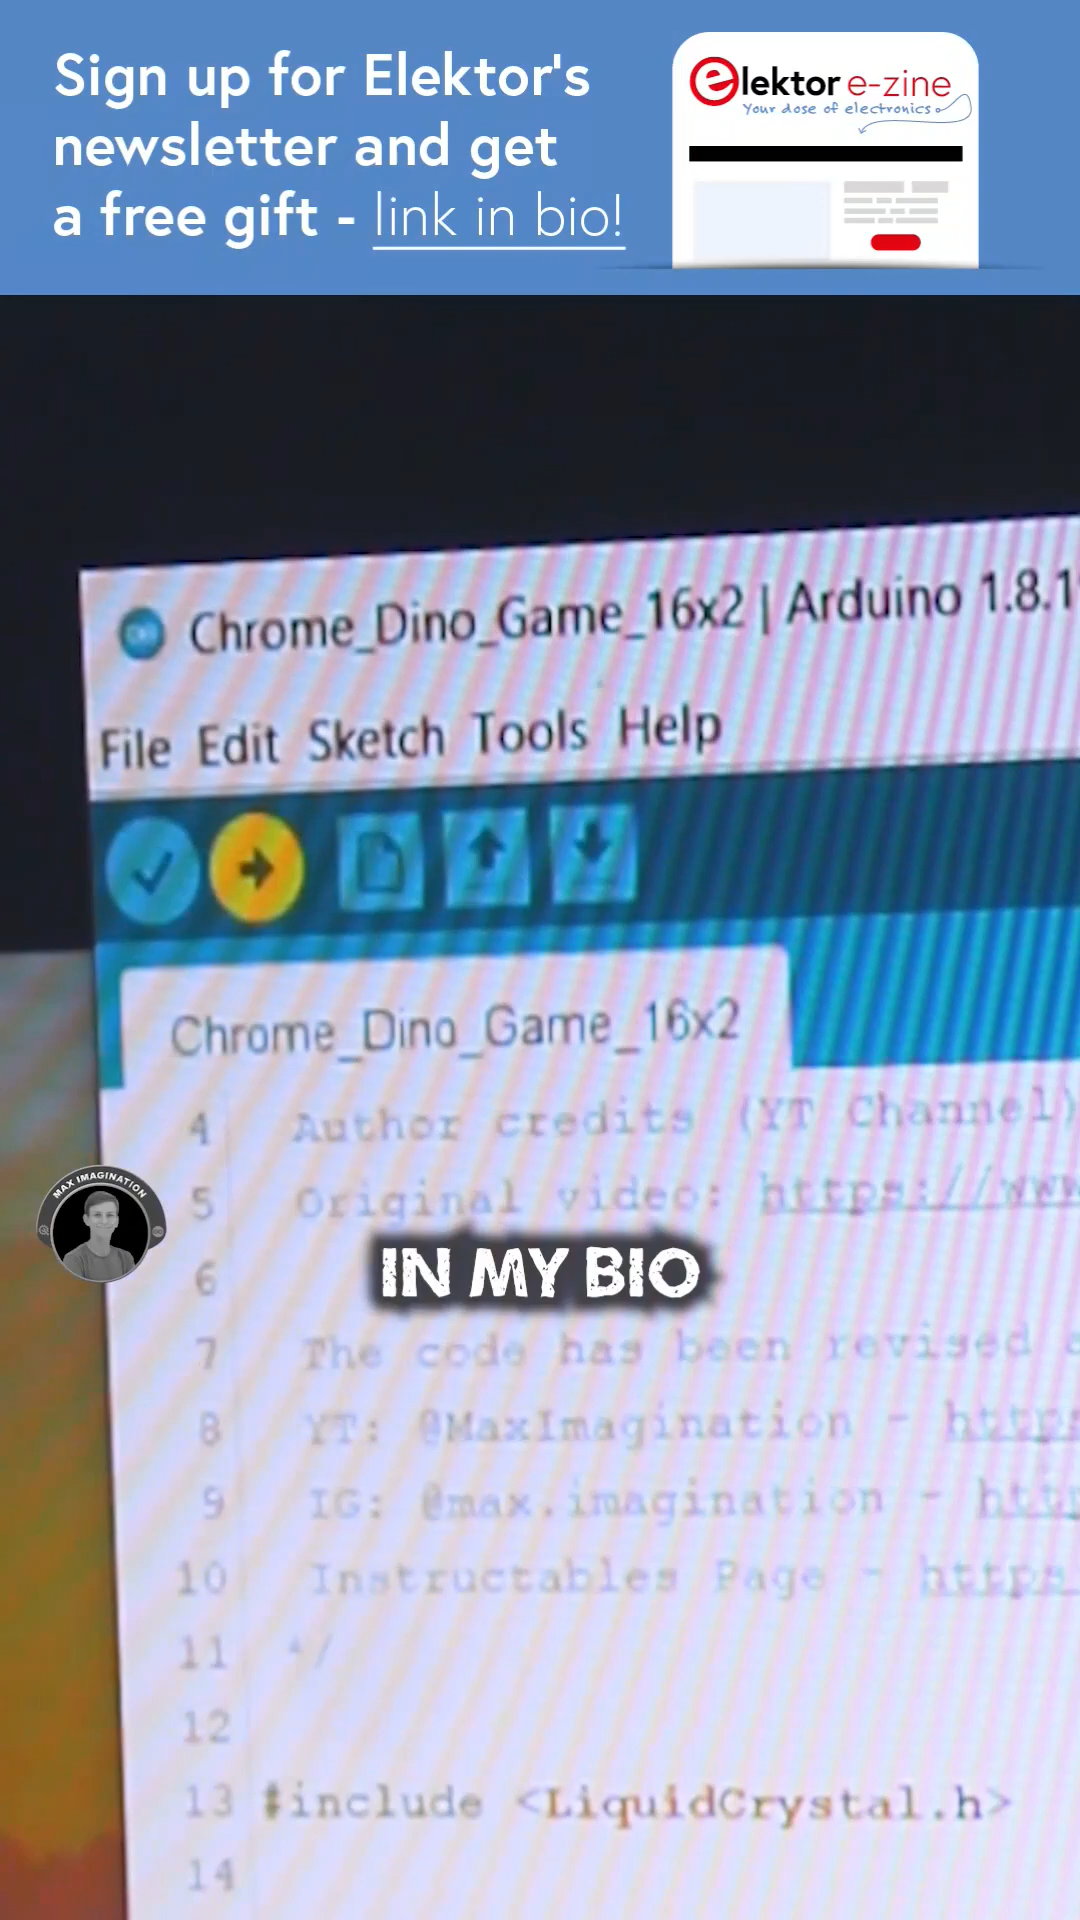 Sign up for Elektor's
newsletter and get
a free gift - link in bio!
elektor e-zine
Your dose of electronics
Chrome_Dino_Game_16x2 | Arduino 1.8.1
File Edit Sketch Tools Help
Chrome_Dino_Game_16x2
4 Author credits (YT Channel)
5 Original video: https://www
MAX IMAGINATION
IN MY BIO
6
7 The code has been revised
8 YT: @MaxImagination - https
9 IG: @max.imagination - http
10 Instructables Page - https
11 */
12
13 #include <LiquidCrystal.h>
14